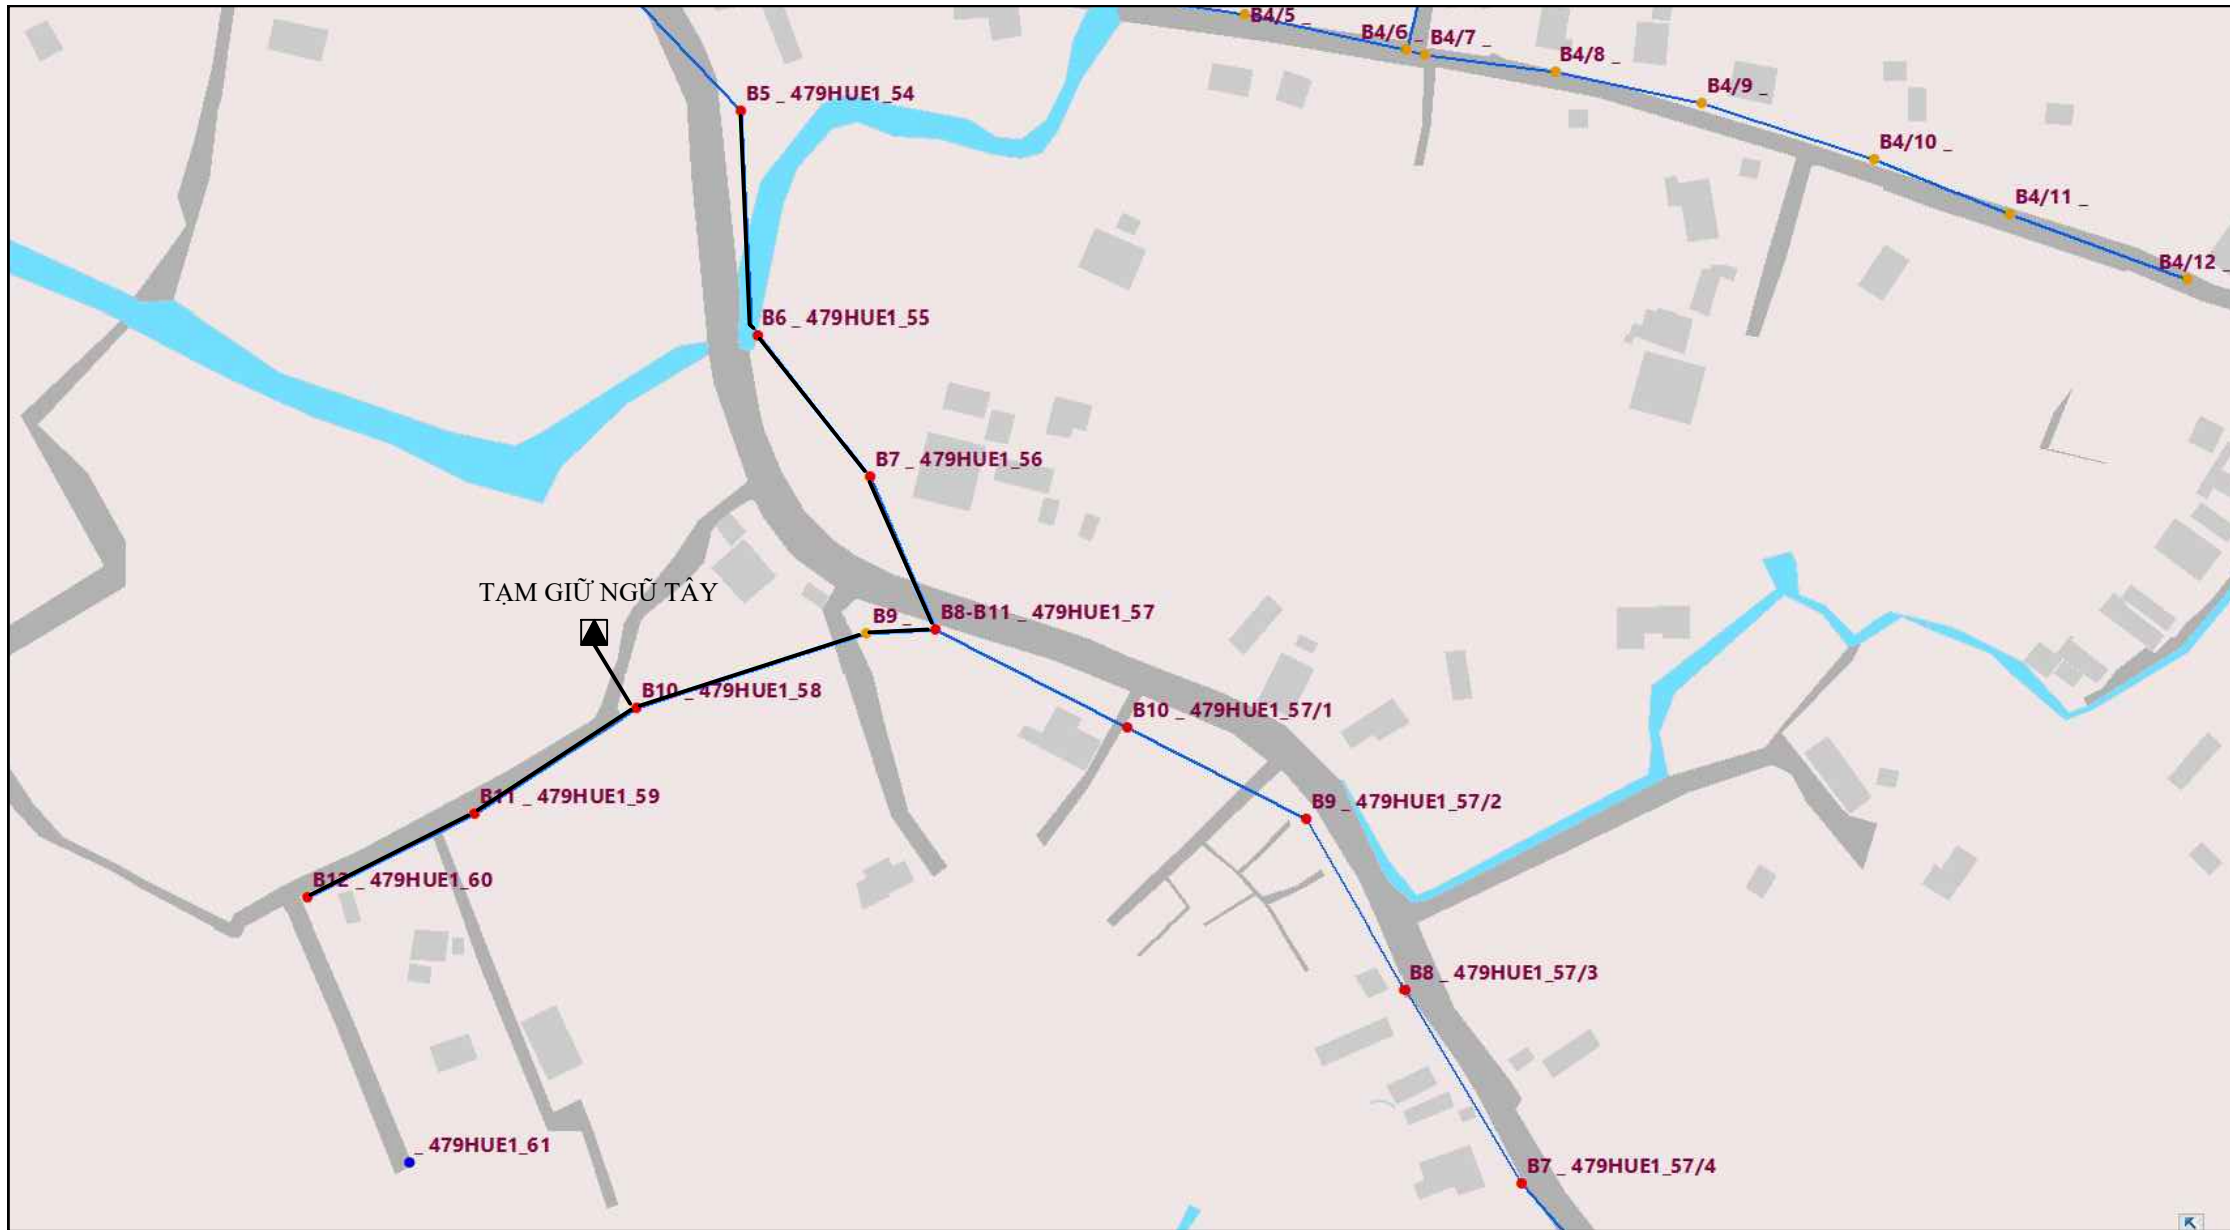 B4/5 _
B4/6 _
B4/7 _
B4/8 _
B4/9 _
B5 _ 479HUE1_54
B4/10 _
B4/11 _
B4/12 _
B6 _ 479HUE1_55
B7 _ 479HUE1_56
TẠM GIỮ NGŨ TÂY
B9 _
B8-B11 _ 479HUE1_57
B10 _ 479HUE1_58
B10 _ 479HUE1_57/1
B11 _ 479HUE1_59
B9 _ 479HUE1_57/2
B12 _ 479HUE1_60
B8 _ 479HUE1_57/3
_ 479HUE1_61
B7 _ 479HUE1_57/4